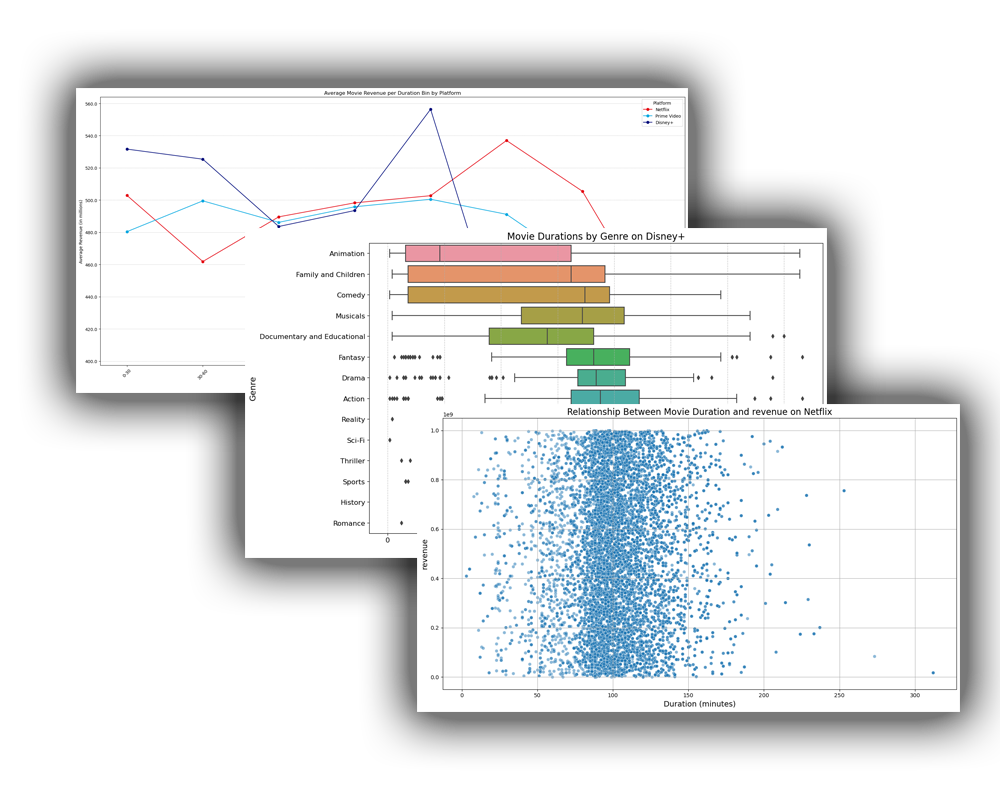 Average Movie Revenue per Duration Bin by Platform
Platform
Netflix
Prime Video
Disney+
560.0
540.0
520.0
500.0
480.0
460.0
440.0
420.0
400.0
Average Revenue (in millions)
0-30
30-60
Movie Durations by Genre on Disney+
Animation
Family and Children
Comedy
Musicals
Documentary and Educational
Fantasy
Drama
Action
Reality
Sci-Fi
Thriller
Sports
History
Romance
Genre
0
Relationship Between Movie Duration and revenue on Netflix
1e9
1.0
0.8
0.6
0.4
0.2
0.0
revenue
0
50
100
150
200
250
300
Duration (minutes)